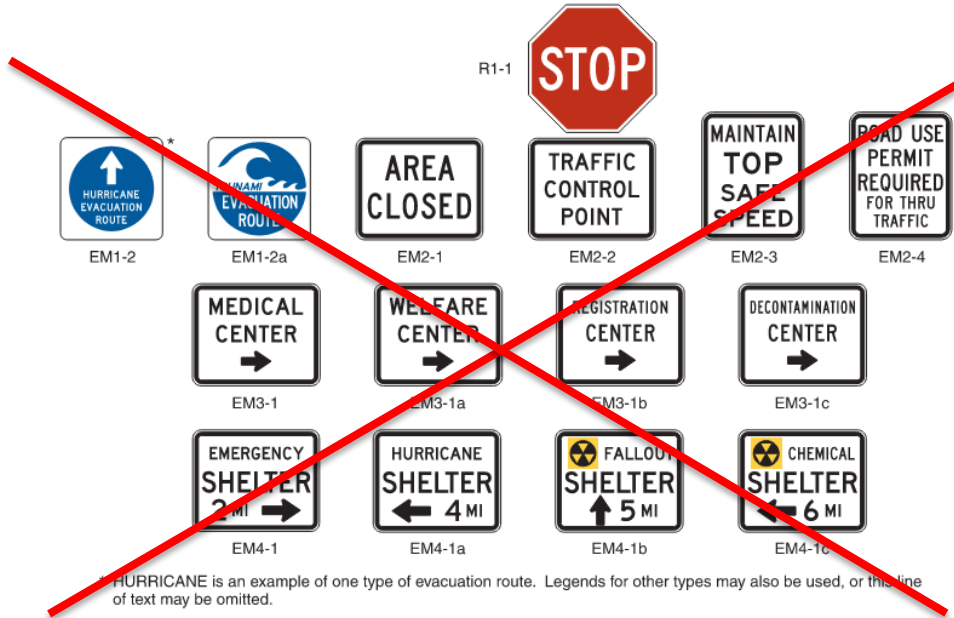 R1-1
STOP
HURRICANE
EVACUATION
ROUTE
*
EM1-2
TSUNAMI
EVACUATION
ROUTE
EM1-2a
AREA
CLOSED
EM2-1
TRAFFIC
CONTROL
POINT
EM2-2
MAINTAIN
TOP
SAFE
SPEED
EM2-3
ROAD USE
PERMIT
REQUIRED
FOR THRU
TRAFFIC
EM2-4
MEDICAL
CENTER
EM3-1
WELFARE
CENTER
EM3-1a
REGISTRATION
CENTER
EM3-1b
DECONTAMINATION
CENTER
EM3-1c
EMERGENCY
SHELTER
2 MI
EM4-1
HURRICANE
SHELTER
4 MI
EM4-1a
FALLOUT
SHELTER
5 MI
EM4-1b
CHEMICAL
SHELTER
6 MI
EM4-1c
* HURRICANE is an example of one type of evacuation route. Legends for other types may also be used, or this line
of text may be omitted.